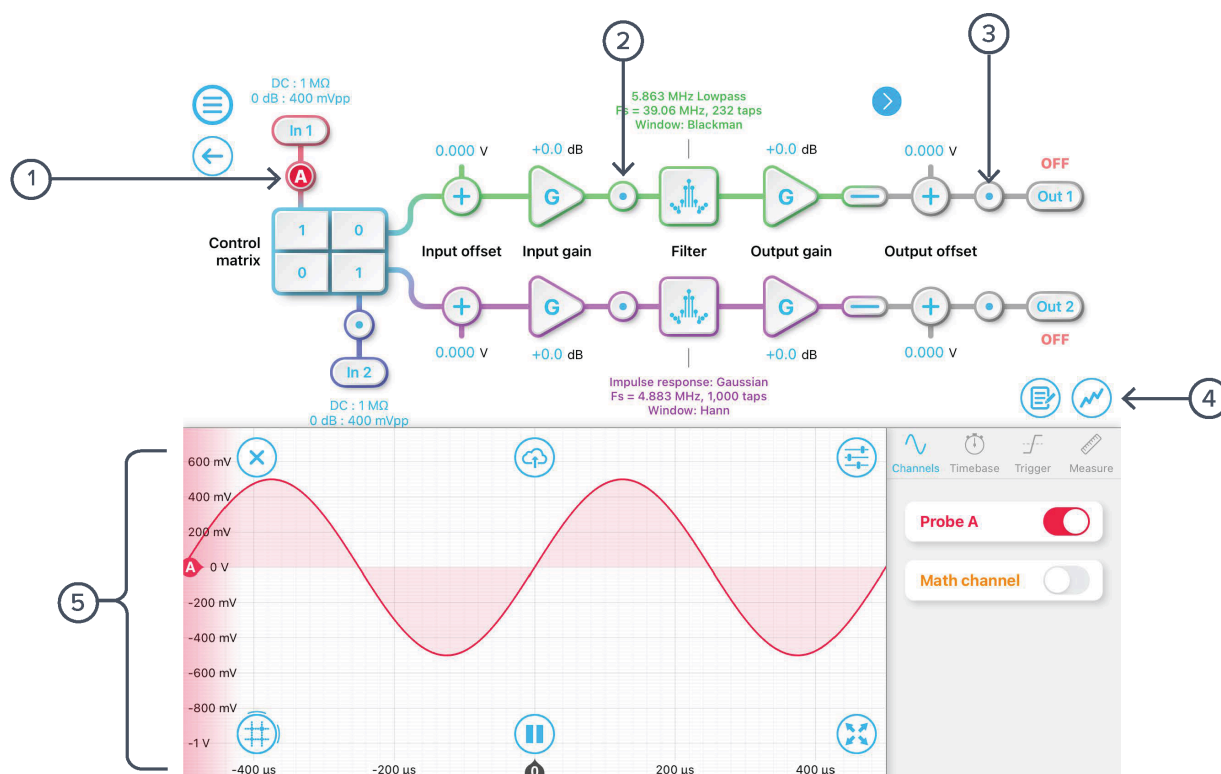 2
3
DC : 1 MΩ
0 dB : 400 mVpp
5.863 MHz Lowpass
Fs = 39.06 MHz, 232 taps
Window: Blackman
In 1
0.000 V
+0.0 dB
+0.0 dB
0.000 V
OFF
1
A
G
G
Out 1
1 0
0 1
Control
matrix
Input offset
Input gain
Filter
Output gain
Output offset
G
G
Out 2
In 2
0.000 V
+0.0 dB
+0.0 dB
0.000 V
OFF
Impulse response: Gaussian
Fs = 4.883 MHz, 1,000 taps
Window: Hann
DC : 1 MΩ
0 dB : 400 mVpp
4
Channels
Timebase
Trigger
Measure
600 mV
400 mV
200 mV
A
0 V
-200 mV
-400 mV
-600 mV
-800 mV
-1 V
-400 µs
-200 µs
0
200 µs
400 µs
Probe A
Math channel
5